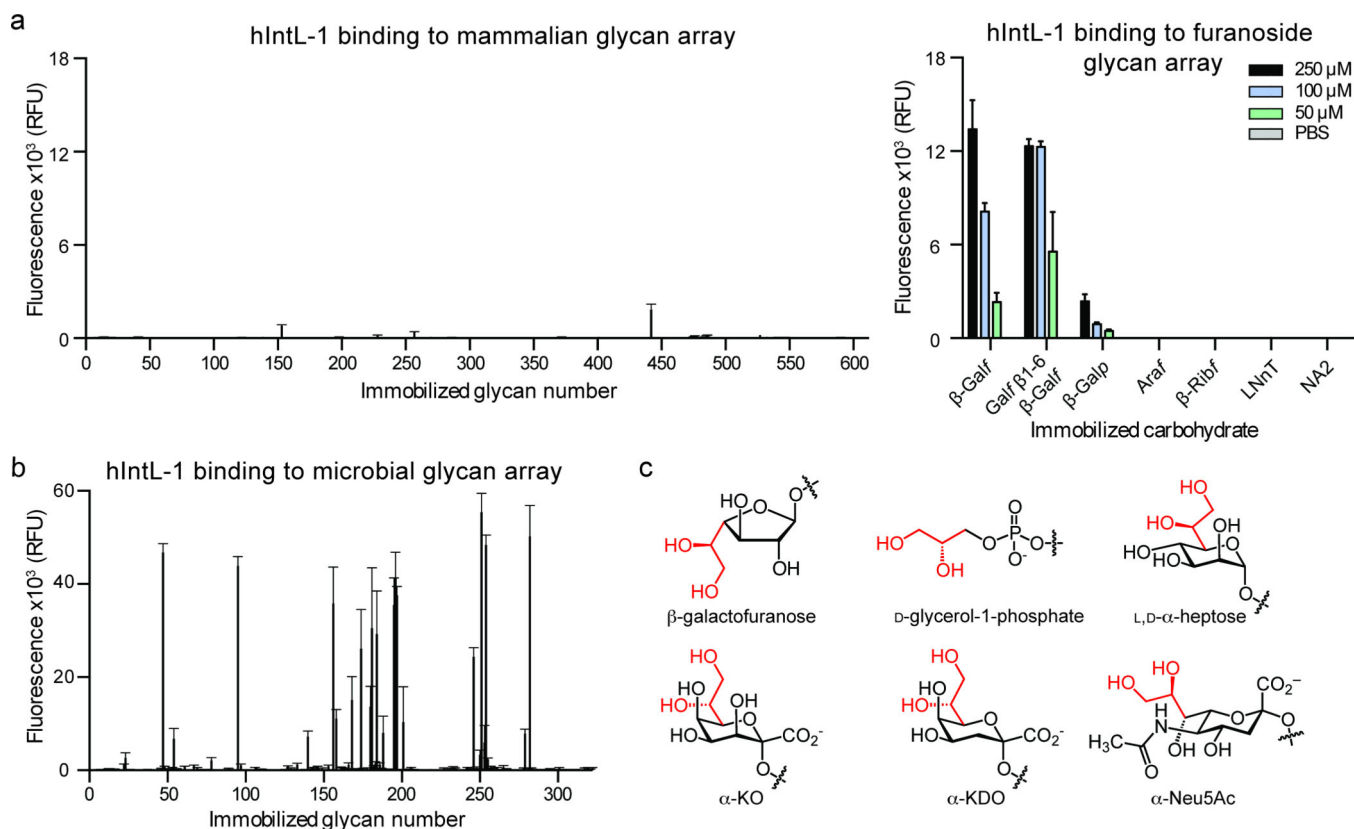 a
hIntL-1 binding to mammalian glycan array
Fluorescence x10³ (RFU)
18
12
6
0
0 50 100 150 200 250 300 350 400 450 500 550 600
Immobilized glycan number
hIntL-1 binding to furanoside
glycan array
250 µM
100 µM
50 µM
PBS
Fluorescence x10³ (RFU)
18
12
6
0
β-Galf
Galf β1-6
β-Galf
β-Galp
Araf
β-Ribf
LNnT
NA2
Immobilized carbohydrate
b
hIntL-1 binding to microbial glycan array
Fluorescence x10³ (RFU)
60
40
20
0
0 50 100 150 200 250 300
Immobilized glycan number
c
HO O
HO
OH
HO
β-galactofuranose
O
HO O P O
OH O⁻
D-glycerol-1-phosphate
HO
HO OH
HO O
HO
O
L,D-α-heptose
HO
HO
HO HO
O
HO CO₂⁻
O
α-KO
HO
HO
HO
O
HO CO₂⁻
O
α-KDO
HO
HO CO₂⁻
H O
N O
H₃C
HO OH
O
α-Neu5Ac